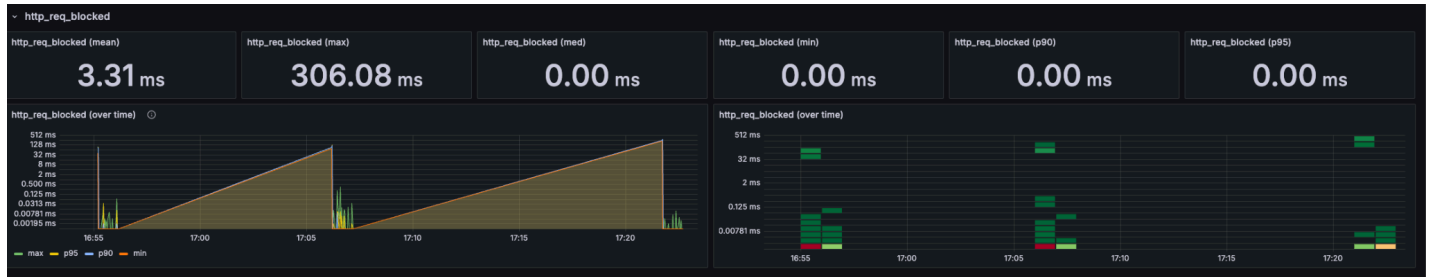 http_req_blocked
http_req_blocked (mean)
3.31 ms
http_req_blocked (max)
306.08 ms
http_req_blocked (med)
0.00 ms
http_req_blocked (min)
0.00 ms
http_req_blocked (p90)
0.00 ms
http_req_blocked (p95)
0.00 ms
http_req_blocked (over time)
512 ms
128 ms
32 ms
8 ms
2 ms
0.500 ms
0.125 ms
0.0313 ms
0.00781 ms
0.00195 ms
16:55 17:00 17:05 17:10 17:15 17:20
max p95 p90 min
http_req_blocked (over time)
512 ms
32 ms
2 ms
0.125 ms
0.00781 ms
16:55 17:00 17:05 17:10 17:15 17:20